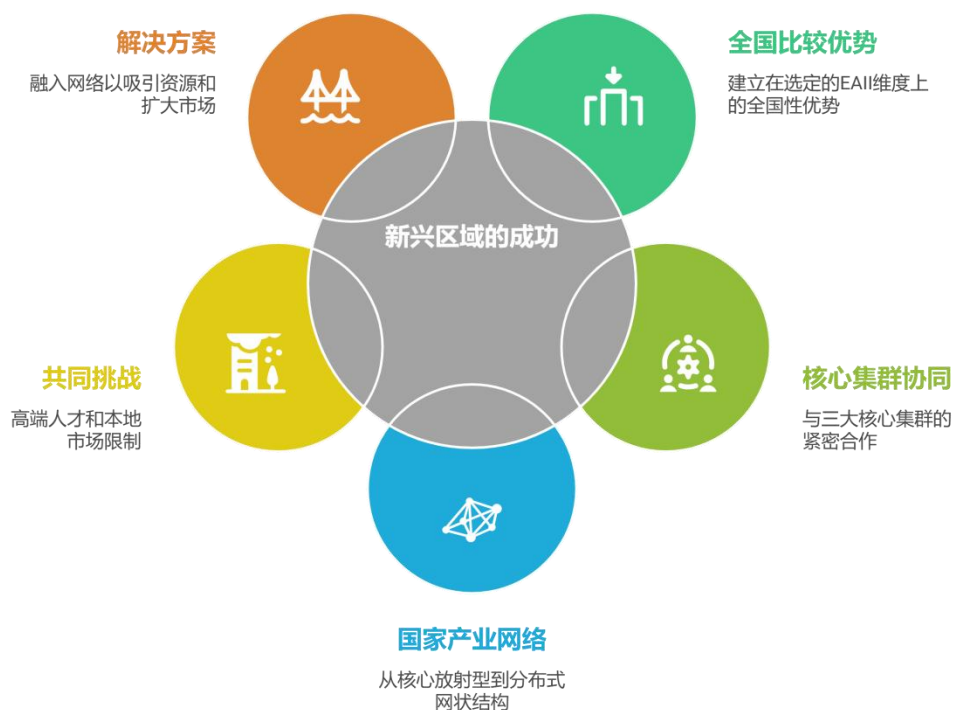 解决方案
融入网络以吸引资源和
扩大市场
全国比较优势
建立在选定的EAII维度上
的全国性优势
新兴区域的成功
共同挑战
高端人才和本地
市场限制
核心集群协同
与三大核心集群的
紧密合作
国家产业网络
从核心放射型到分布式
网状结构